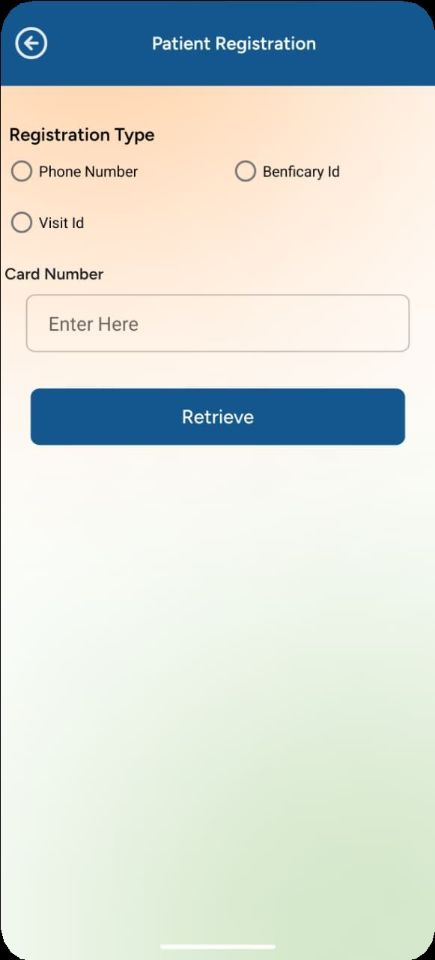 Patient Registration
Registration Type
Phone Number
Benficary Id
Visit Id
Card Number
Enter Here
Retrieve